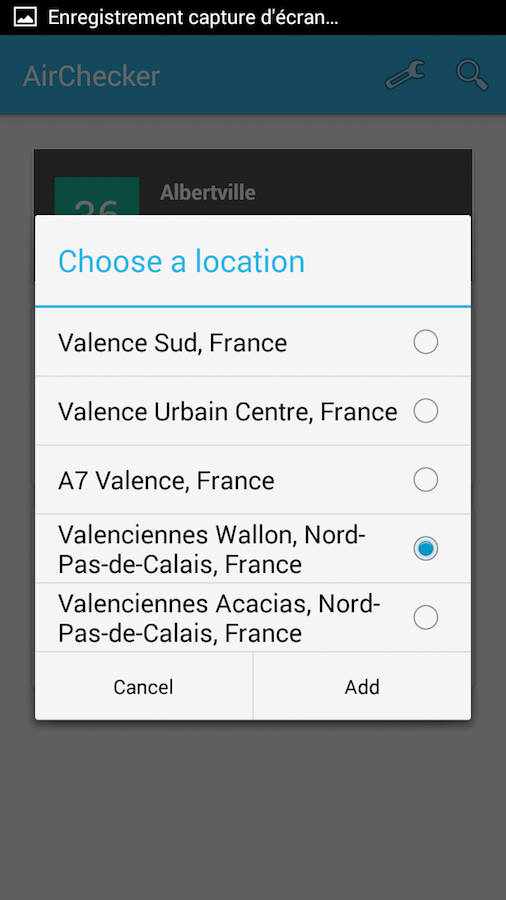 Enregistrement capture d'écran...
AirChecker
Albertville
Choose a location
Valence Sud, France
Valence Urbain Centre, France
A7 Valence, France
Valenciennes Wallon, Nord-
Pas-de-Calais, France
Valenciennes Acacias, Nord-
Pas-de-Calais, France
Cancel
Add